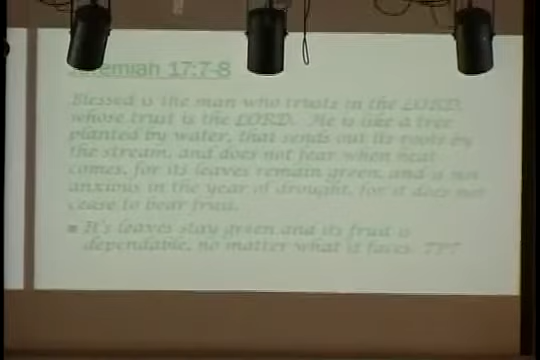 Jeremiah 17:7-8
Blessed is the man who trusts in the LORD,
whose trust is the LORD. He is like a tree
planted by water, that sends out its roots by
the stream, and does not fear when heat
comes, for its leaves remain green, and is not
anxious in the year of drought, for it does not
cease to bear fruit.
It's leaves stay green and its fruit is
dependable, no matter what it faces. TPT